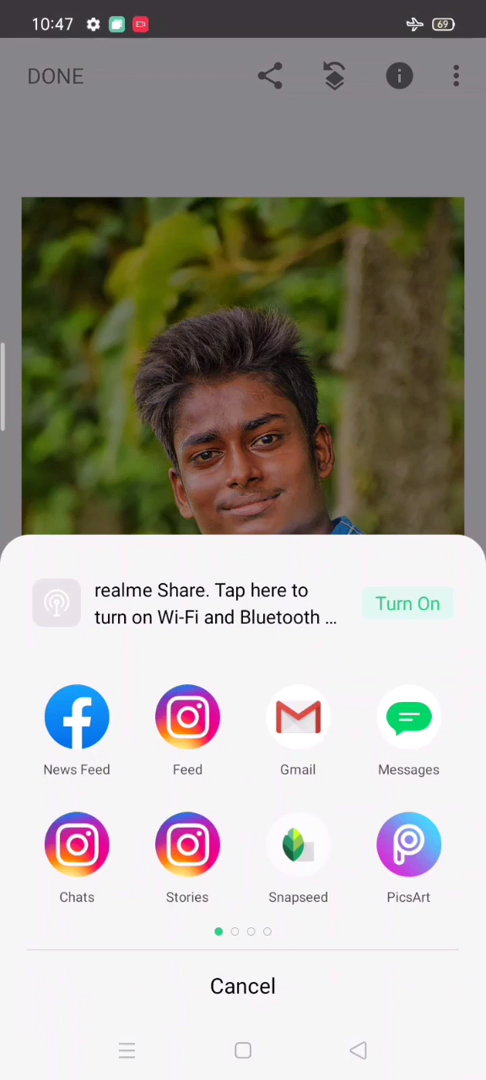 10:47
69
DONE
realme Share. Tap here to
turn on Wi-Fi and Bluetooth ...
Turn On
News Feed
Feed
Gmail
Messages
Chats
Stories
Snapseed
PicsArt
Cancel